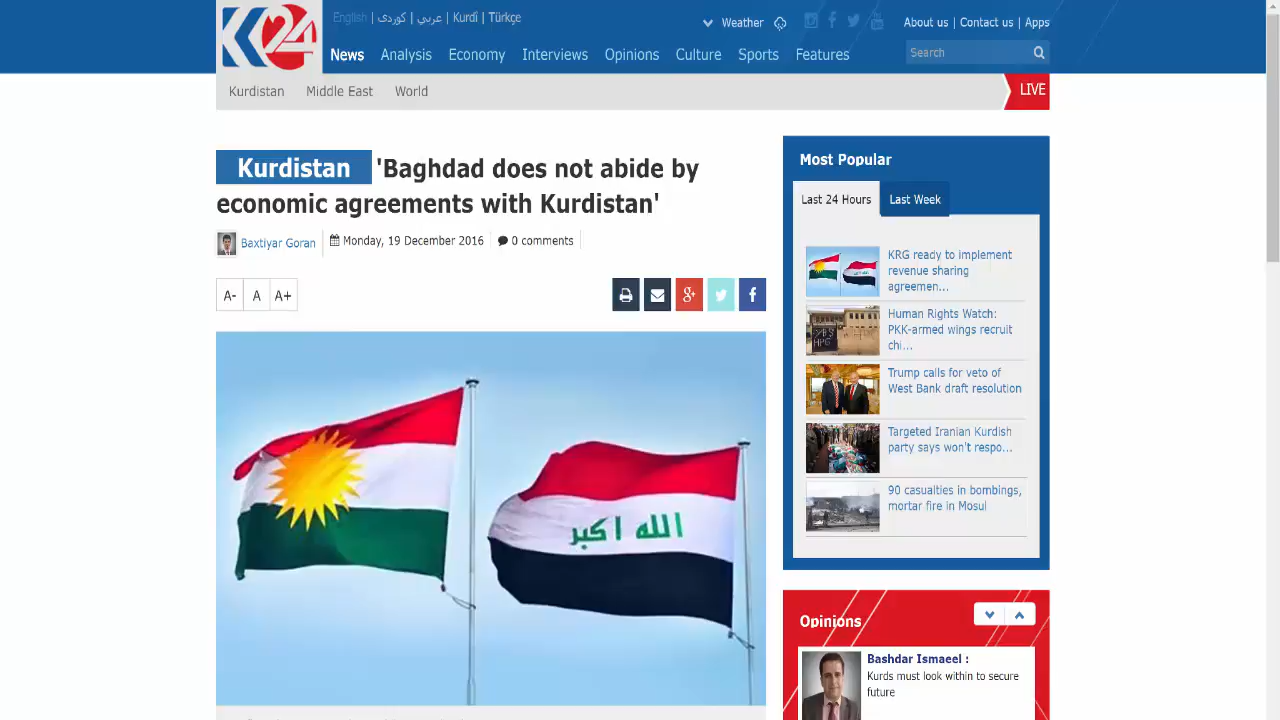 K24
English | كوردی | عربي | Kurdî | Türkçe
Weather
About us | Contact us | Apps
News Analysis Economy Interviews Opinions Culture Sports Features
Search
Kurdistan Middle East World
LIVE
Kurdistan 'Baghdad does not abide by
economic agreements with Kurdistan'
Baxtiyar Goran Monday, 19 December 2016 0 comments
A- A A+
الله اكبر
Most Popular
Last 24 Hours Last Week
KRG ready to implement
revenue sharing
agreemen...
Human Rights Watch:
PKK-armed wings recruit
chi...
Trump calls for veto of
West Bank draft resolution
Targeted Iranian Kurdish
party says won't respo...
90 casualties in bombings,
mortar fire in Mosul
Opinions
Bashdar Ismaeel :
Kurds must look within to secure
future